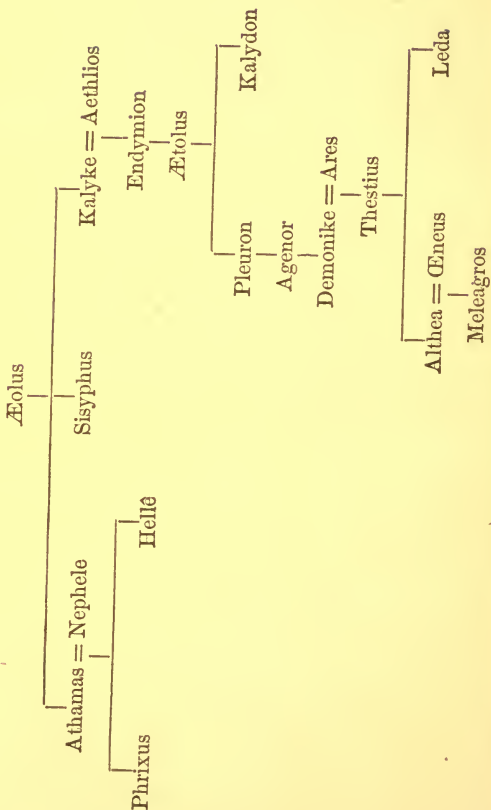 Æolus
Athamas = Nephele
Sisyphus
Kalyke = Aethlios
Phrixus
Hellê
Endymion
Ætolus
Pleuron
Kalydon
Agenor
Demonike = Ares
Thestius
Althea = Œneus
Leda
Meleagros